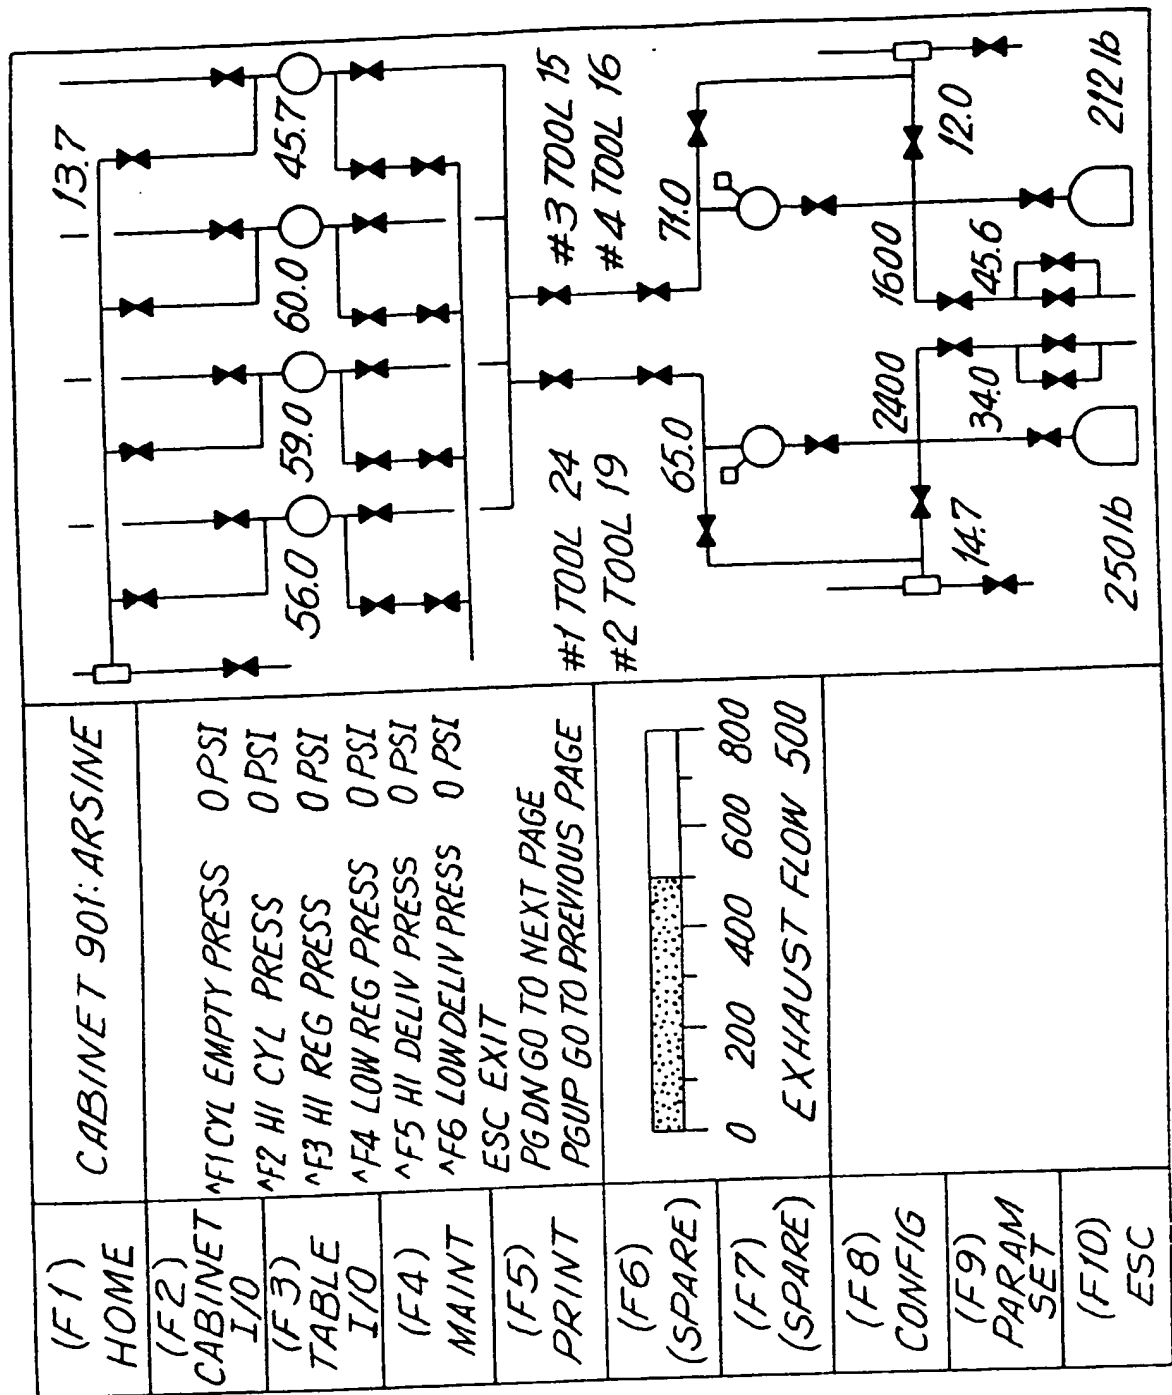 (F1)
HOME
(F2)
CABINET
I/O
(F3)
TABLE
I/O
(F4)
MAINT
(F5)
PRINT
(F6)
(SPARE)
(F7)
(SPARE)
(F8)
CONFIG
(F9)
PARAM
SET
(F10)
ESC
CABINET 901: ARSINE
^F1 CYL EMPTY PRESS 0 PSI
^F2 HI CYL PRESS 0 PSI
^F3 HI REG PRESS 0 PSI
^F4 LOW REG PRESS 0 PSI
^F5 HI DELIV PRESS 0 PSI
^F6 LOW DELIV PRESS 0 PSI
ESC EXIT
PG DN GO TO NEXT PAGE
PGUP GO TO PREVIOUS PAGE
0 200 400 600 800
EXHAUST FLOW 500
13.7
56.0 59.0 60.0 45.7
#1 TOOL 24 #3 TOOL 15
#2 TOOL 19 #4 TOOL 16
65.0 71.0
2400 1600
14.7 34.0 45.6 12.0
250 lb 212 lb